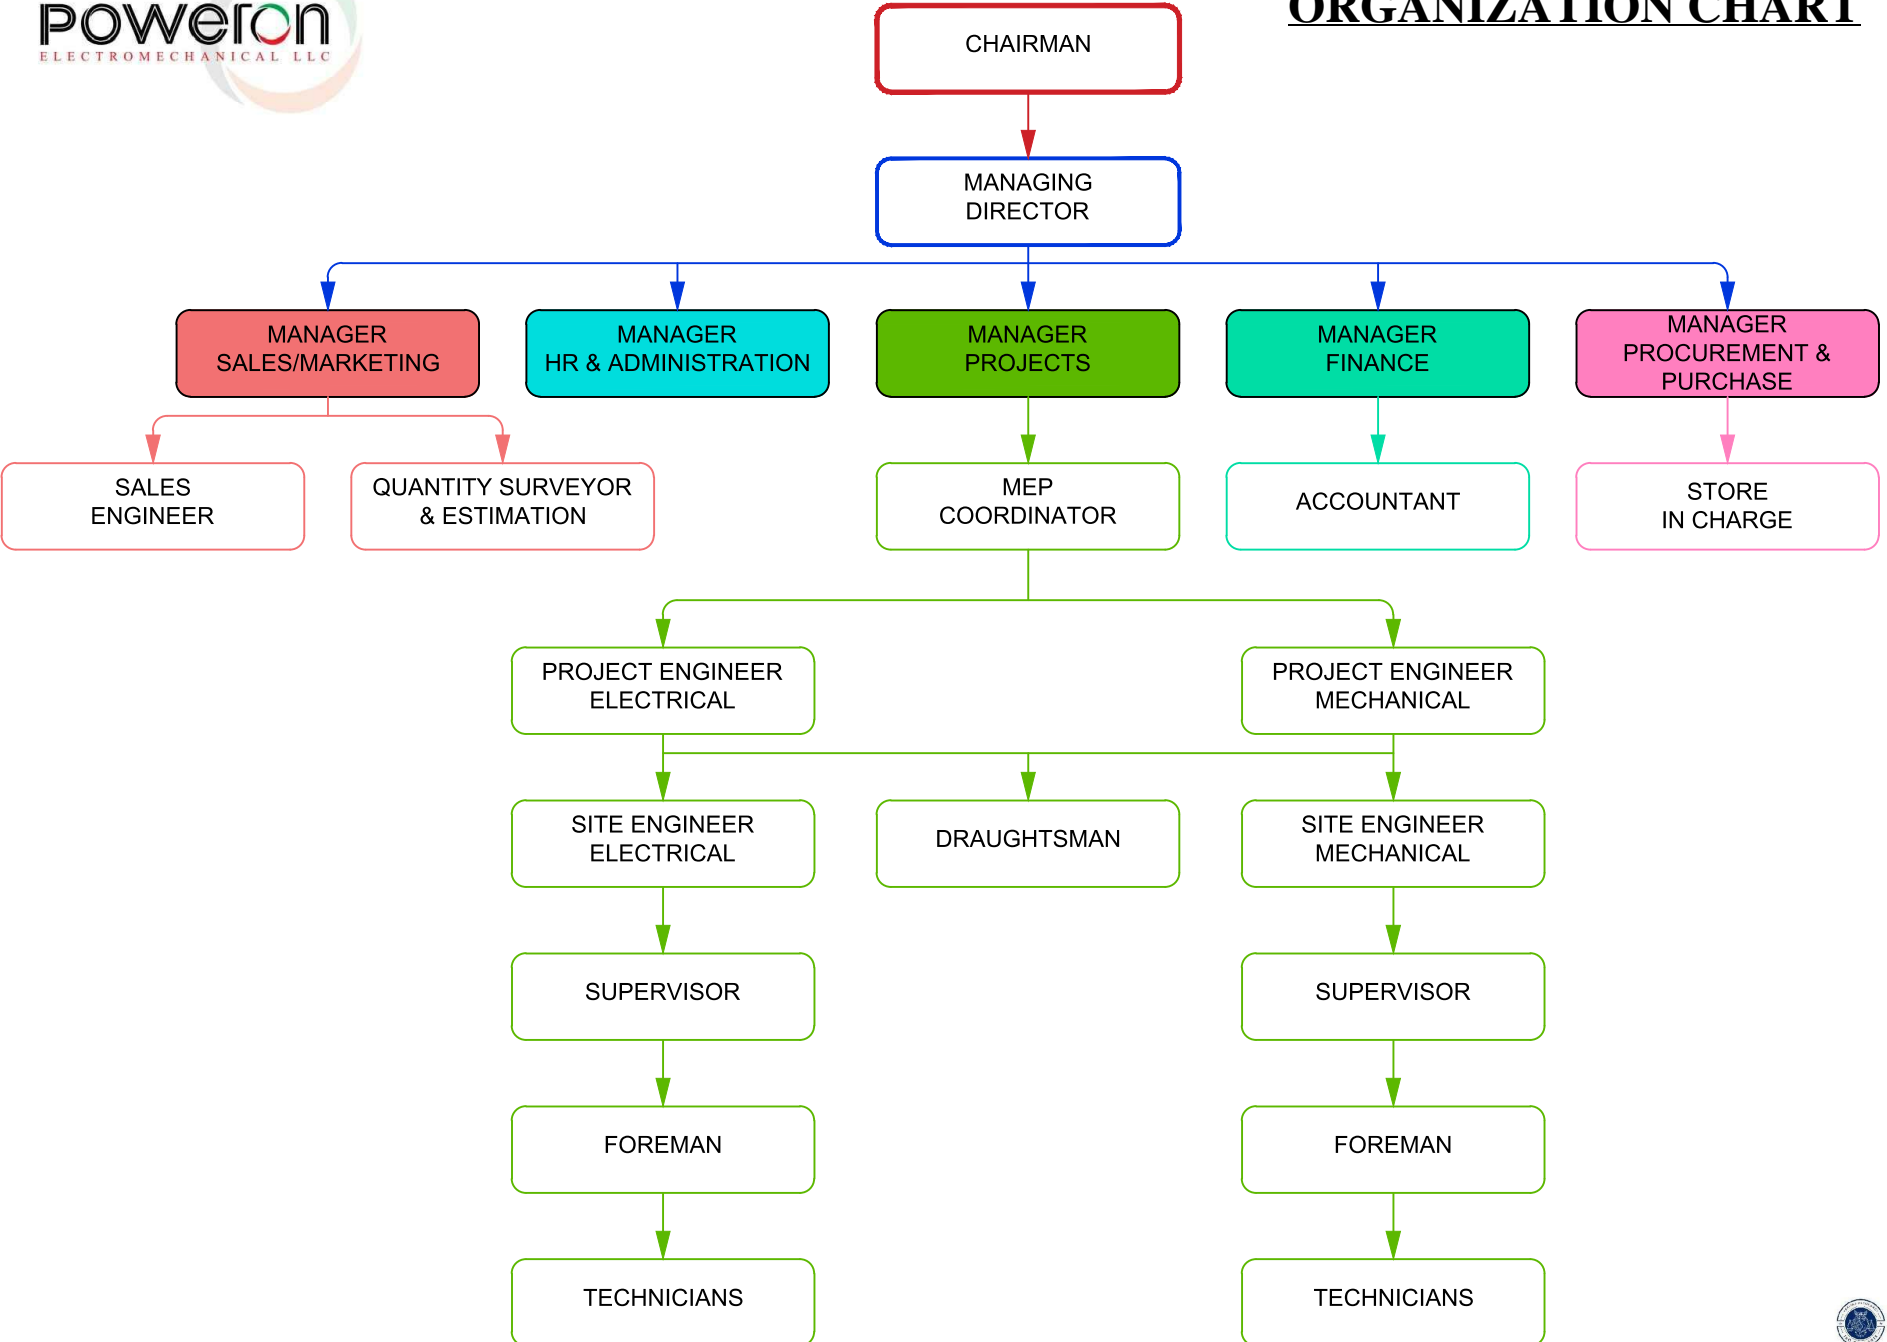 poweron
ELECTROMECHANICAL LLC
ORGANIZATION CHART
CHAIRMAN
MANAGING
DIRECTOR
MANAGER
SALES/MARKETING
MANAGER
HR & ADMINISTRATION
MANAGER
PROJECTS
MANAGER
FINANCE
MANAGER
PROCUREMENT &
PURCHASE
SALES
ENGINEER
QUANTITY SURVEYOR
& ESTIMATION
MEP
COORDINATOR
ACCOUNTANT
STORE
IN CHARGE
PROJECT ENGINEER
ELECTRICAL
PROJECT ENGINEER
MECHANICAL
SITE ENGINEER
ELECTRICAL
DRAUGHTSMAN
SITE ENGINEER
MECHANICAL
SUPERVISOR
SUPERVISOR
FOREMAN
FOREMAN
TECHNICIANS
TECHNICIANS